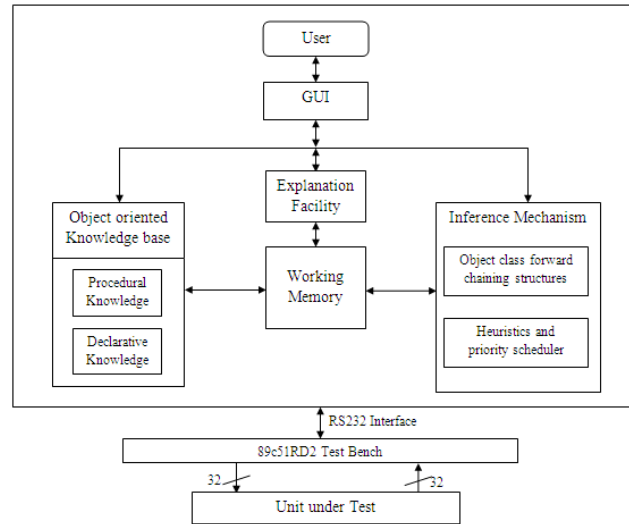 User
GUI
Explanation
Facility
Object oriented
Knowledge base
Procedural
Knowledge
Declarative
Knowledge
Working
Memory
Inference Mechanism
Object class forward
chaining structures
Heuristics and
priority scheduler
RS232 Interface
89c51RD2 Test Bench
32
32
Unit under Test